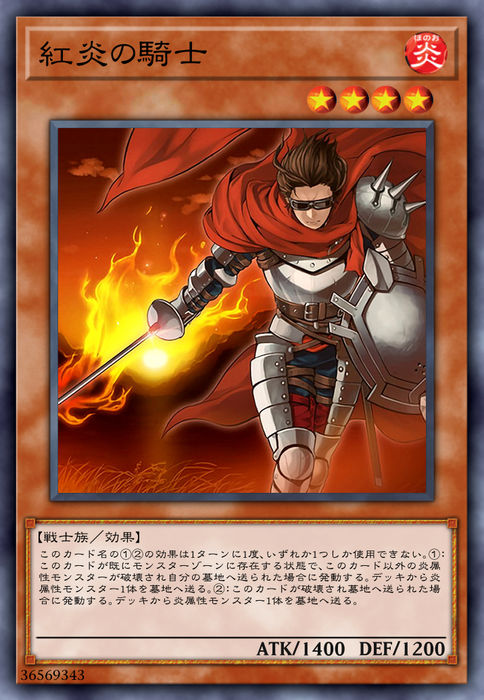 紅炎の騎士
ほのお
炎
【戦士族／効果】
このカード名の①②の効果は1ターンに1度、いずれか1つしか使用できない。①：
このカードが既にモンスターゾーンに存在する状態で、このカード以外の炎属
性モンスターが破壊され自分の墓地へ送られた場合に発動する。デッキから炎
属性モンスター1体を墓地へ送る。②：このカードが破壊され墓地へ送られた場
合に発動する。デッキから炎属性モンスター1体を墓地へ送る。
ATK/1400 DEF/1200
36569343